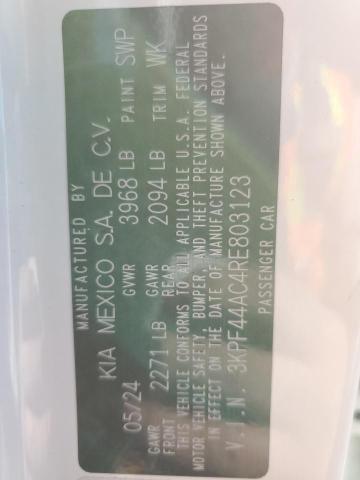 MANUFACTURED BY
KIA MEXICO S.A. DE C.V.
05/24 GVWR 3968 LB PAINT SWP
GAWR FRONT 2271 LB GAWR REAR 2094 LB TRIM WK
THIS VEHICLE CONFORMS TO ALL APPLICABLE U.S.A. FEDERAL
MOTOR VEHICLE SAFETY, BUMPER, AND THEFT PREVENTION STANDARDS
IN EFFECT ON THE DATE OF MANUFACTURE SHOWN ABOVE.
V.I.N. 3KPF44AC4RE803123
PASSENGER CAR